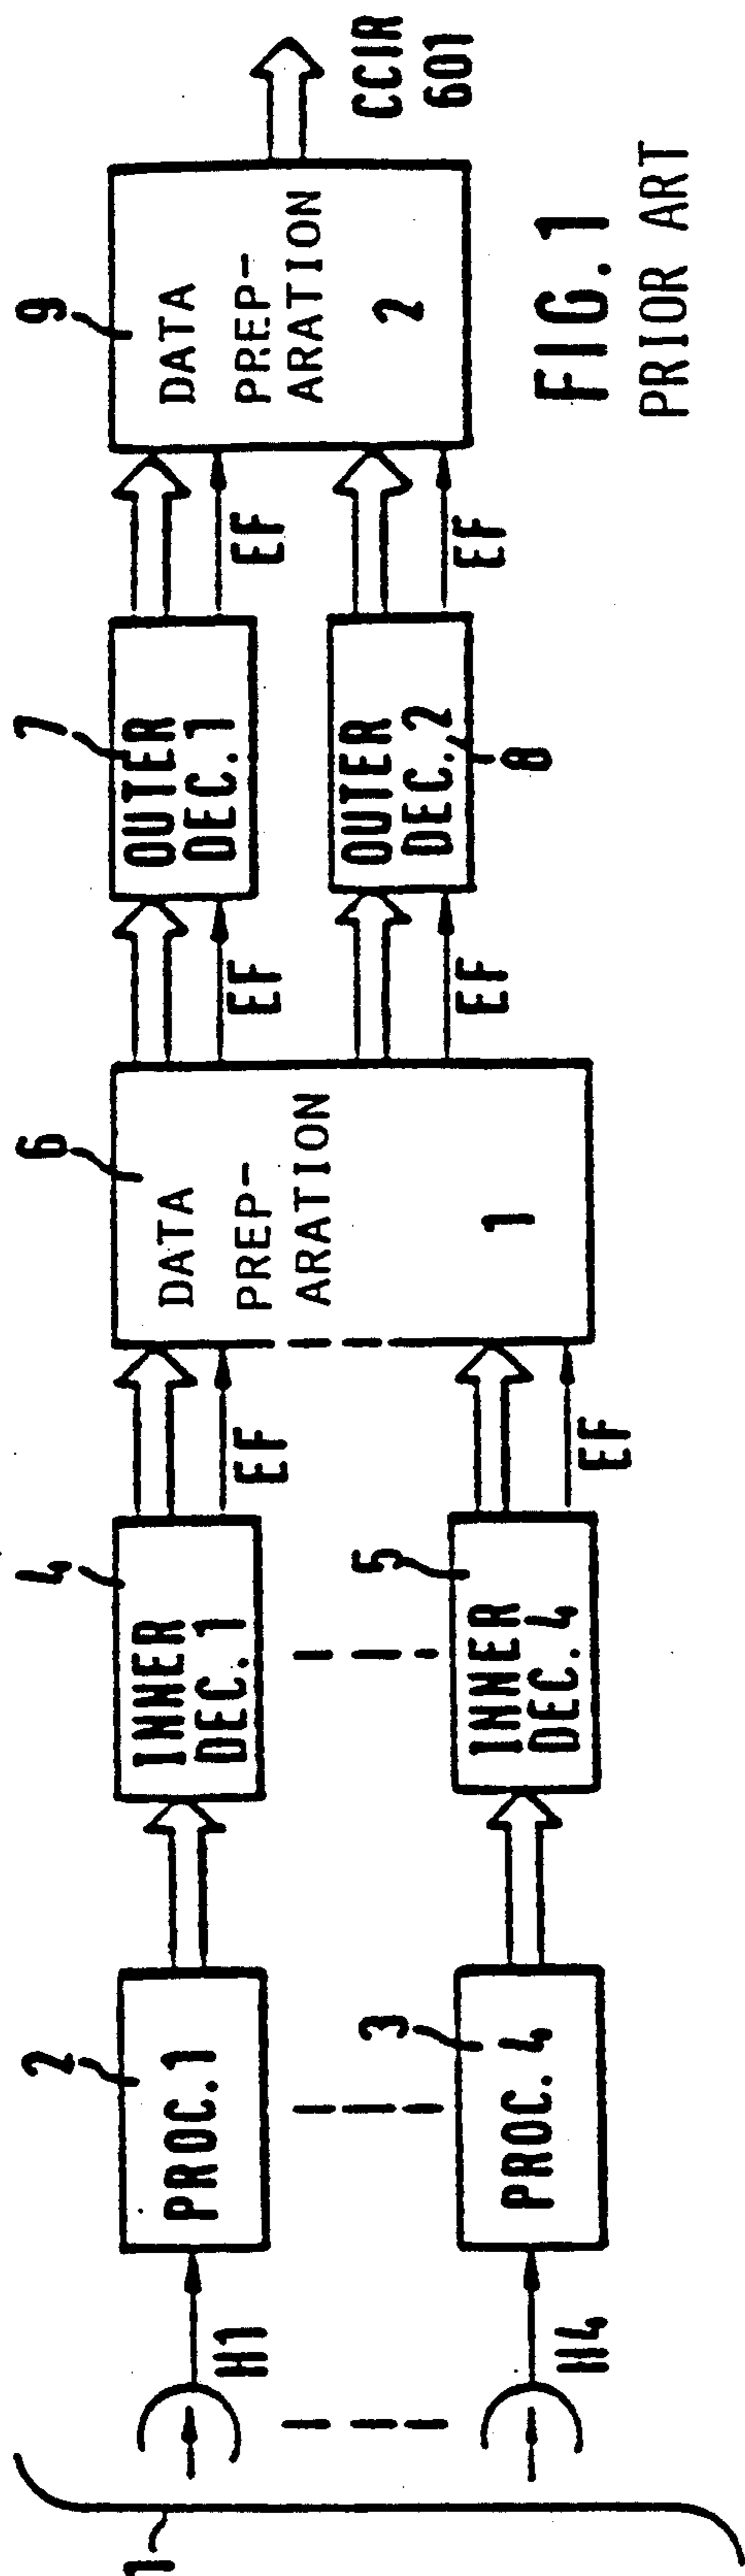 1
H1
H4
2
PROC.1
3
PROC. 4
4
INNER
DEC. 1
5
INNER
DEC. 4
EF
EF
6
DATA
PREP-
ARATION
1
EF
EF
7
OUTER
DEC. 1
OUTER
DEC. 2
8
EF
EF
9
DATA
PREP-
ARATION
2
CCIR
601
FIG. 1
PRIOR ART